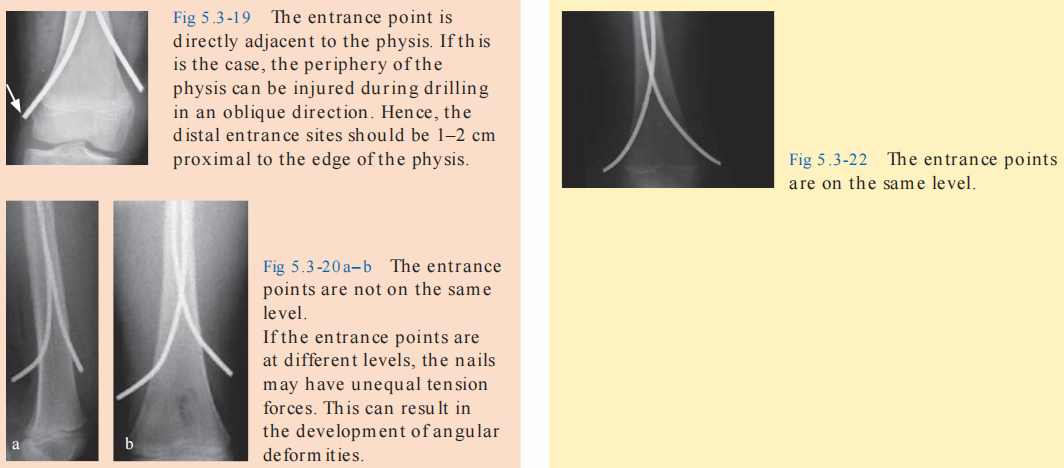 Fig 5.3-19 The entrance point is
directly adjacent to the physis. If this
is the case, the periphery of the
physis can be injured during drilling
in an oblique direction. Hence, the
distal entrance sites should be 1–2 cm
proximal to the edge of the physis.
a
b
Fig 5.3-20a–b The entrance
points are not on the same
level.
If the entrance points are
at different levels, the nails
may have unequal tension
forces. This can result in
the development of angular
deformities.
Fig 5.3-22 The entrance points
are on the same level.